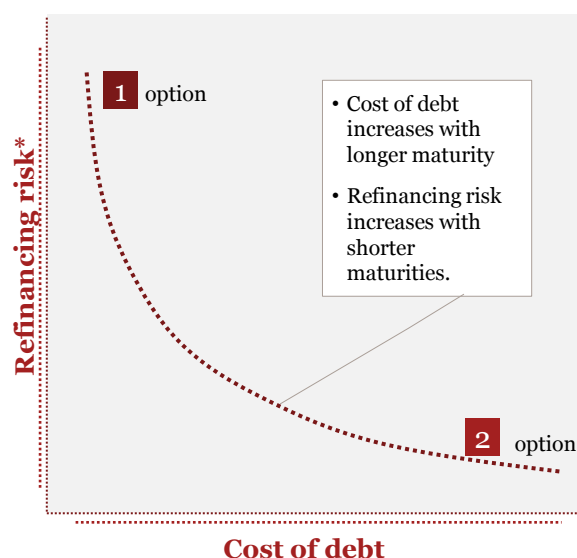 1 option
• Cost of debt
increases with
longer maturity
• Refinancing risk
increases with
shorter
maturities.
Refinancing risk*
2 option
Cost of debt